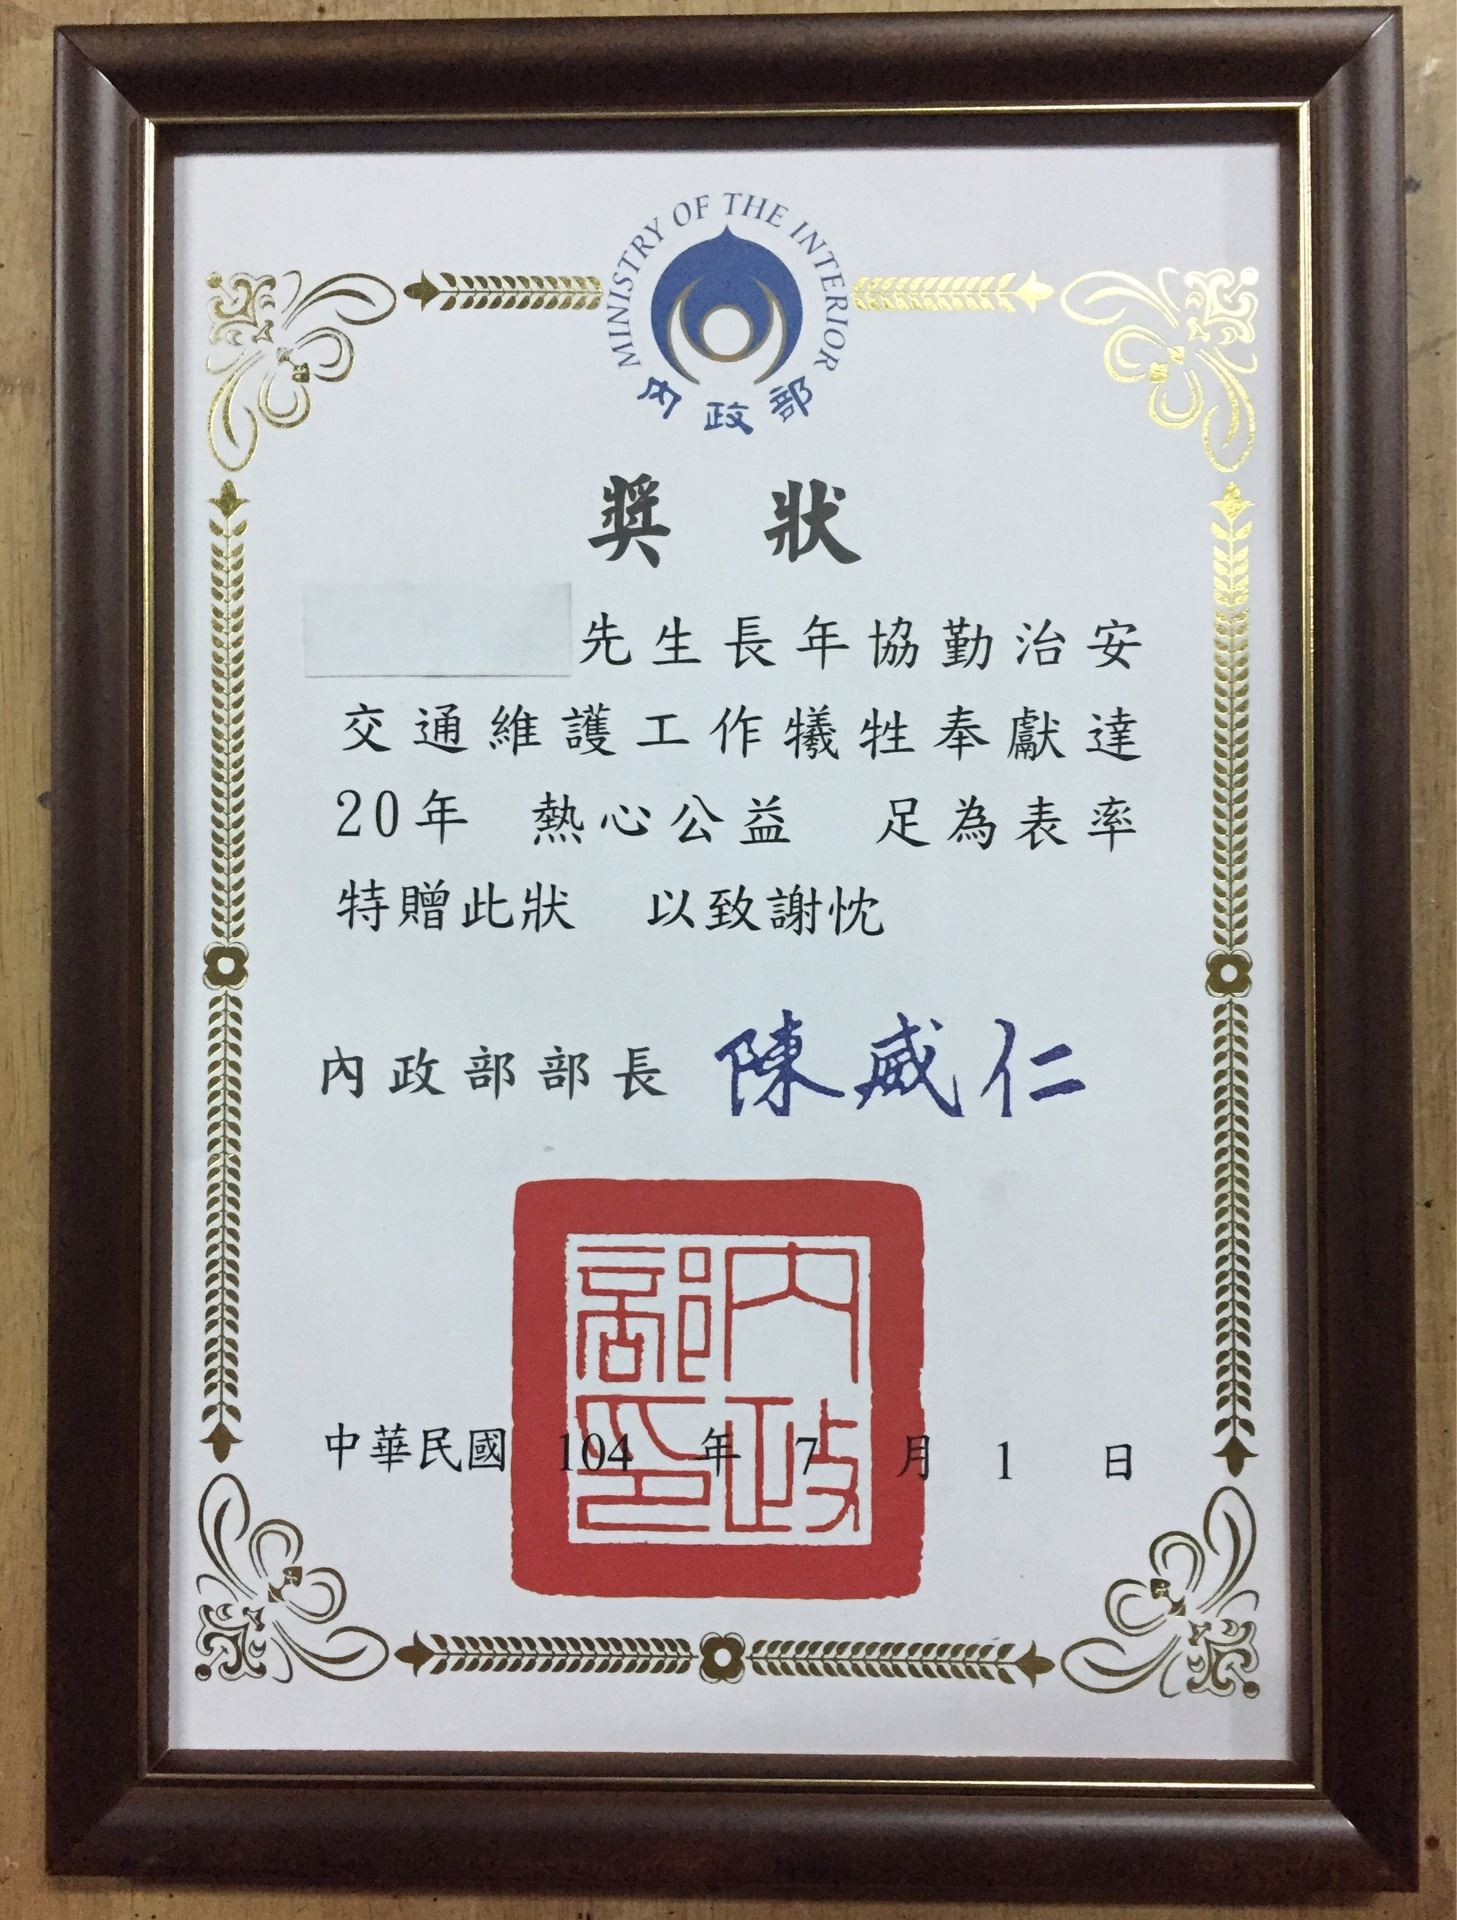 MINISTRY OF THE INTERIOR
內政部
獎狀
先生長年協勤治安
交通維護工作犧牲奉獻達
20年 熱心公益 足為表率
特贈此狀 以致謝忱
內政部部長 陳威仁
內政部印
中華民國 104 年 7 月 1 日